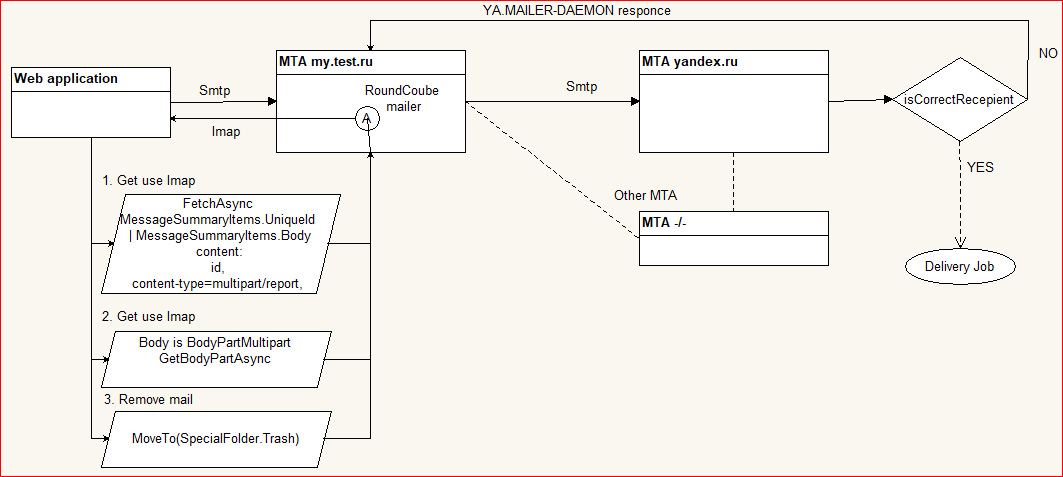 YA.MAILER-DAEMON responce
NO
MTA my.test.ru
MTA yandex.ru
Web application
RoundCoube
mailer
Smtp
Smtp
A
isCorrectRecepient
Imap
YES
1. Get use Imap
Other MTA
FetchAsync
MessageSummaryItems.UniqueId
| MessageSummaryItems.Body
content:
id,
content-type=multipart/report,
MTA -/-
Delivery Job
2. Get use Imap
Body is BodyPartMultipart
GetBodyPartAsync
3. Remove mail
MoveTo(SpecialFolder.Trash)